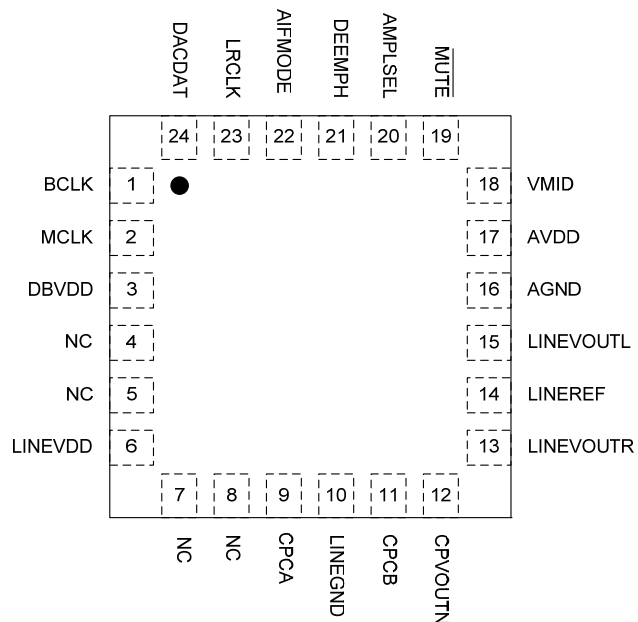 DACDAT
LRCLK
AIFMODE
DEEMPH
AMPLSEL
MUTE
24 23 22 21 20 19
BCLK 1 18 VMID
MCLK 2 17 AVDD
DBVDD 3 16 AGND
NC 4 15 LINEVOUTL
NC 5 14 LINEREF
LINEVDD 6 13 LINEVOUTR
7 8 9 10 11 12
NC
NC
CPCA
LINEGND
CPCB
CPVOUTN